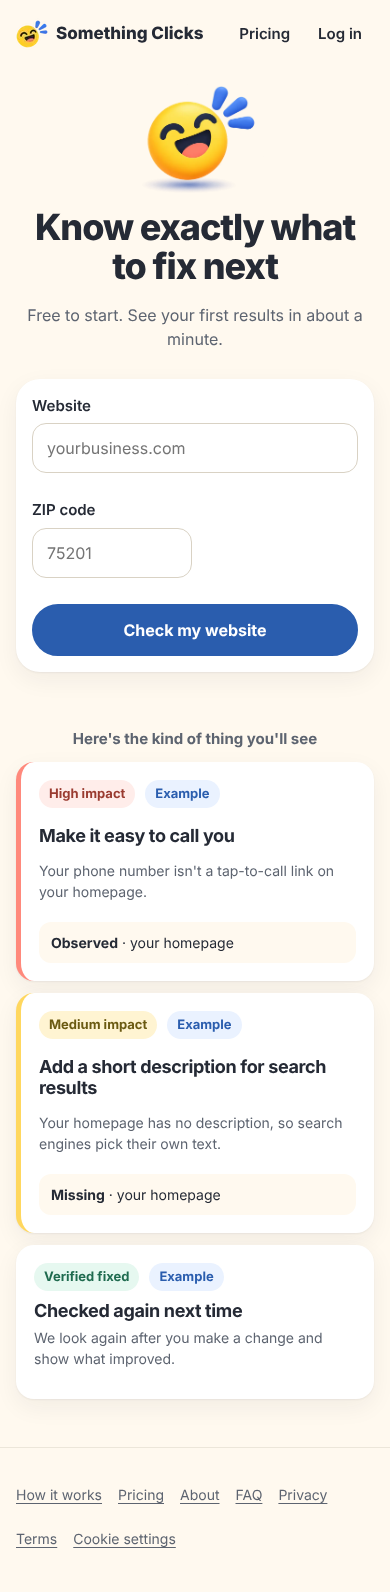 Something Clicks
Pricing
Log in
Know exactly what
to fix next
Free to start. See your first results in about a
minute.
Website
yourbusiness.com
ZIP code
75201
Check my website
Here's the kind of thing you'll see
High impact
Example
Make it easy to call you
Your phone number isn't a tap-to-call link on
your homepage.
Observed · your homepage
Medium impact
Example
Add a short description for search
results
Your homepage has no description, so search
engines pick their own text.
Missing · your homepage
Verified fixed
Example
Checked again next time
We look again after you make a change and
show what improved.
How it works
Pricing
About
FAQ
Privacy
Terms
Cookie settings